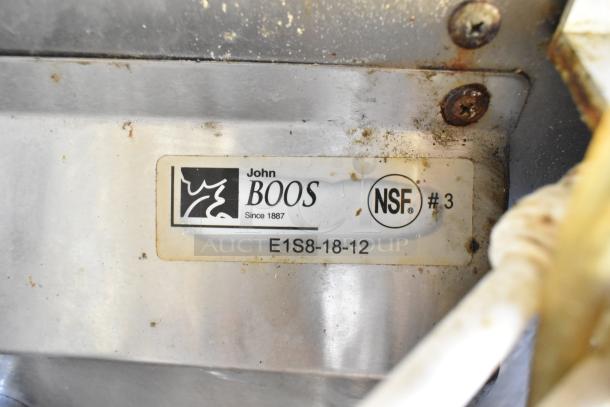 John
BOOS
Since 1887
NSF® #3
E1S8-18-12